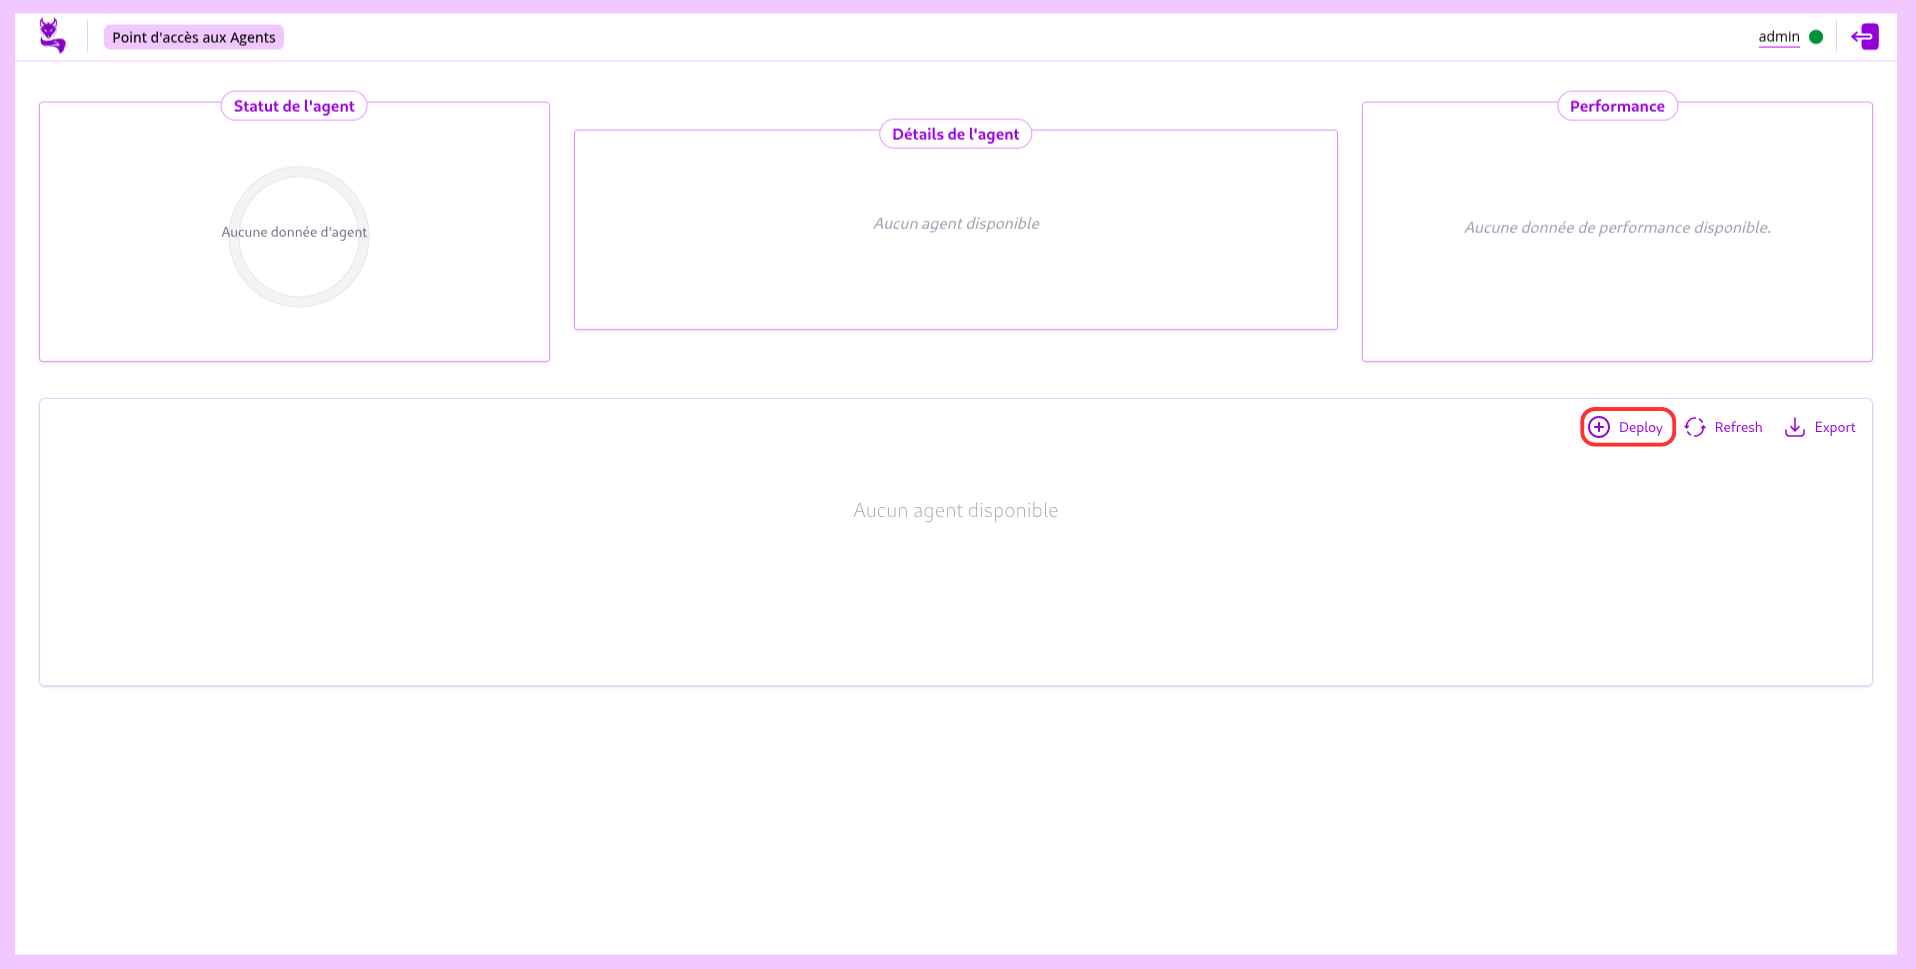 Point d'accès aux Agents
admin
Statut de l'agent
Aucune donnée d'agent
Détails de l'agent
Aucun agent disponible
Performance
Aucune donnée de performance disponible.
Deploy
Refresh
Export
Aucun agent disponible